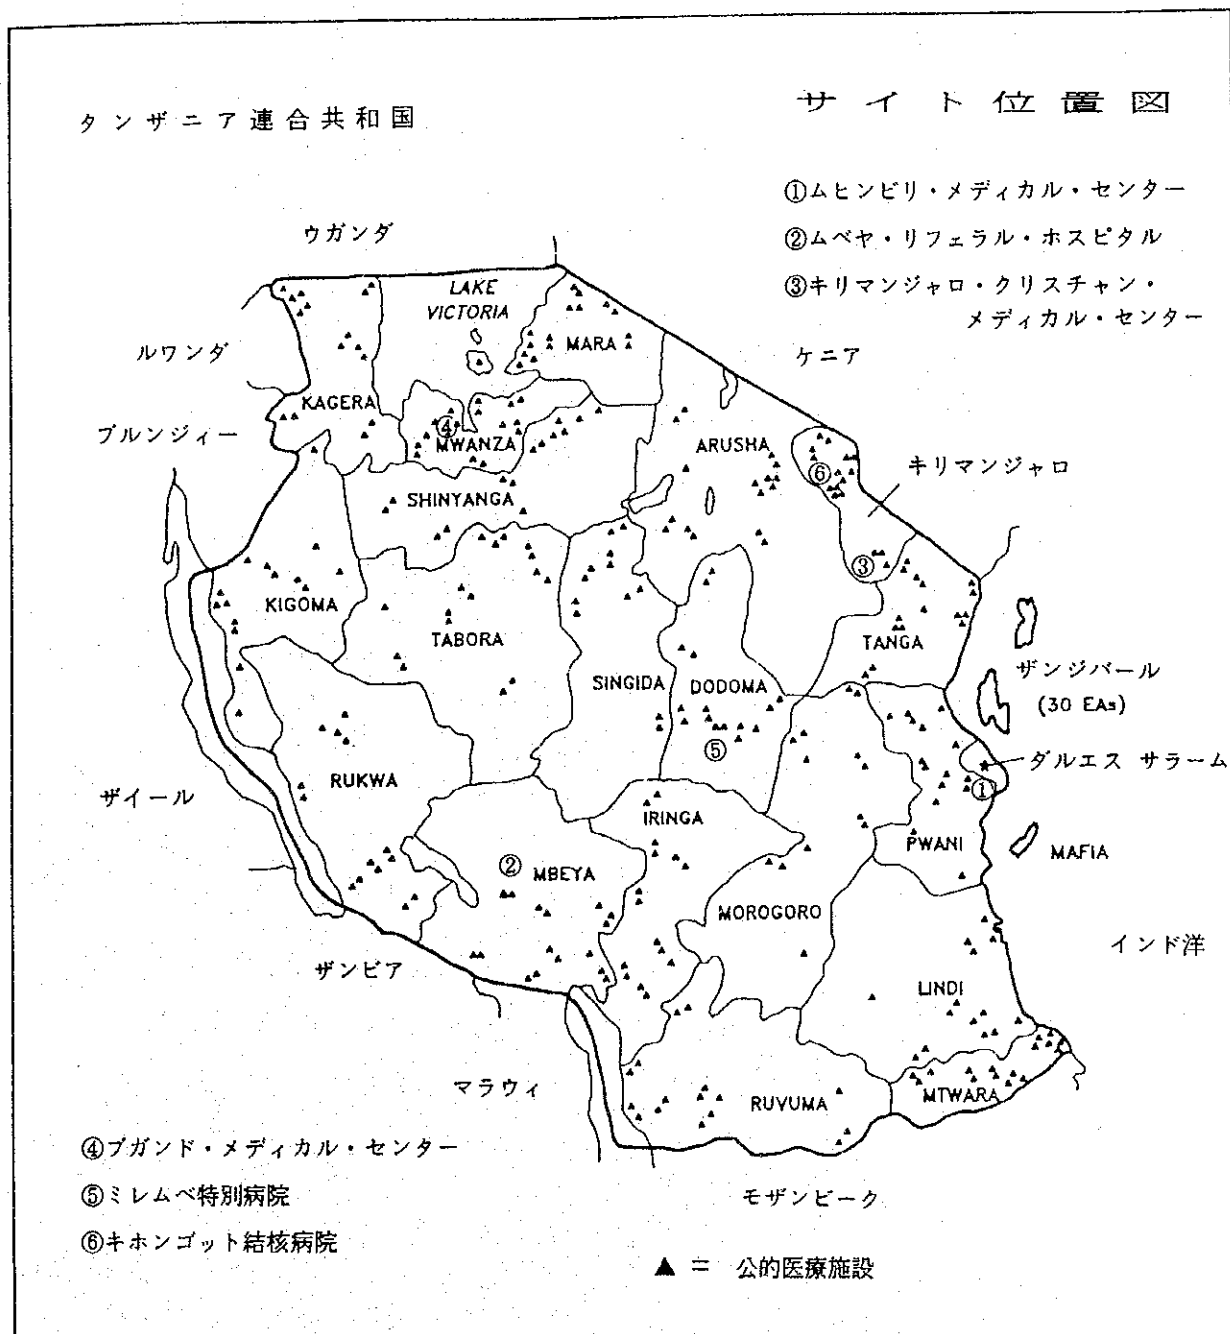 タンザニア連合共和国
サイト位置図
①ムヒンビリ・メディカル・センター
②ムベヤ・リフェラル・ホスピタル
③キリマンジャロ・クリスチャン・
メディカル・センター
ウガンダ
LAKE
VICTORIA
MARA
ルワンダ
ケニア
KAGERA
ブルンジィー
④
MWANZA
ARUSHA
⑥
キリマンジャロ
SHINYANGA
③
KIGOMA
TABORA
TANGA
SINGIDA
DODOMA
ザンジバール
(30 EAs)
⑤
ダルエス サラーム
RUKWA
①
ザイール
IRINGA
PWANI
MAFIA
②
MBEYA
MOROGORO
インド洋
ザンビア
LINDI
マラウィ
RUVUMA
MTWARA
④ブガンド・メディカル・センター
⑤ミレムベ特別病院
モザンビーク
⑥キホンゴット結核病院
▲ = 公的医療施設